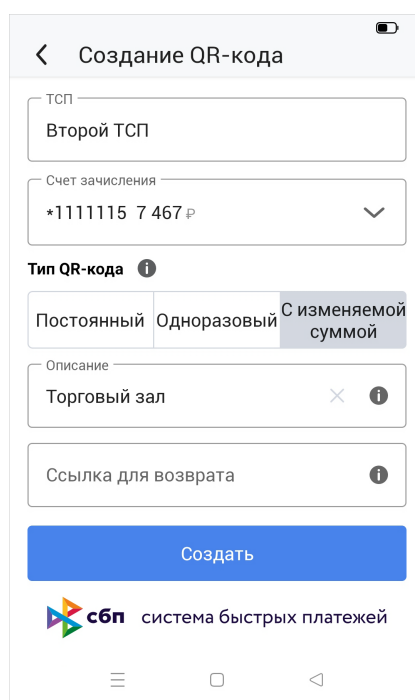 Создание QR-кода
ТСП
Второй ТСП
Счет зачисления
*1111115 7 467 ₽
Тип QR-кода
Постоянный Одноразовый С изменяемой
суммой
Описание
Торговый зал
Ссылка для возврата
Создать
сбп система быстрых платежей